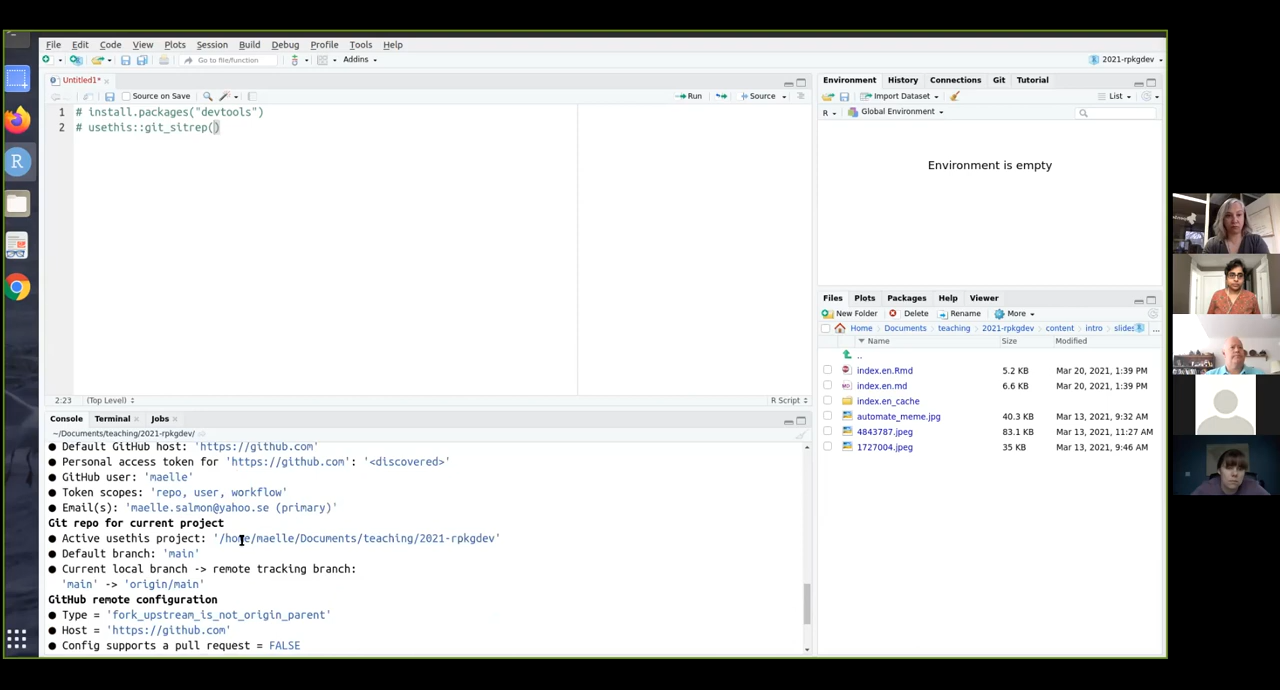 File Edit Code View Plots Session Build Debug Profile Tools Help
Go to file/function Addins 2021-rpkgdev
Untitled1*
Source on Save Run Source
1 # install.packages("devtools")
2 # usethis::git_sitrep()
2:23 (Top Level) R Script
Console Terminal Jobs
~/Documents/teaching/2021-rpkgdev/
● Default GitHub host: 'https://github.com'
● Personal access token for 'https://github.com': '<discovered>'
● GitHub user: 'maelle'
● Token scopes: 'repo, user, workflow'
● Email(s): 'maelle.salmon@yahoo.se (primary)'
Git repo for current project
● Active usethis project: '/home/maelle/Documents/teaching/2021-rpkgdev'
● Default branch: 'main'
● Current local branch -> remote tracking branch:
'main' -> 'origin/main'
GitHub remote configuration
● Type = 'fork_upstream_is_not_origin_parent'
● Host = 'https://github.com'
● Config supports a pull request = FALSE
Environment History Connections Git Tutorial
Import Dataset List
R Global Environment
Environment is empty
Files Plots Packages Help Viewer
New Folder Delete Rename More
Home Documents teaching 2021-rpkgdev content intro slides ...
Name Size Modified
..
index.en.Rmd 5.2 KB Mar 20, 2021, 1:39 PM
index.en.md 6.6 KB Mar 20, 2021, 1:39 PM
index.en_cache
automate_meme.jpg 40.3 KB Mar 13, 2021, 9:32 AM
4843787.jpeg 83.1 KB Mar 13, 2021, 11:27 AM
1727004.jpeg 35 KB Mar 13, 2021, 9:46 AM